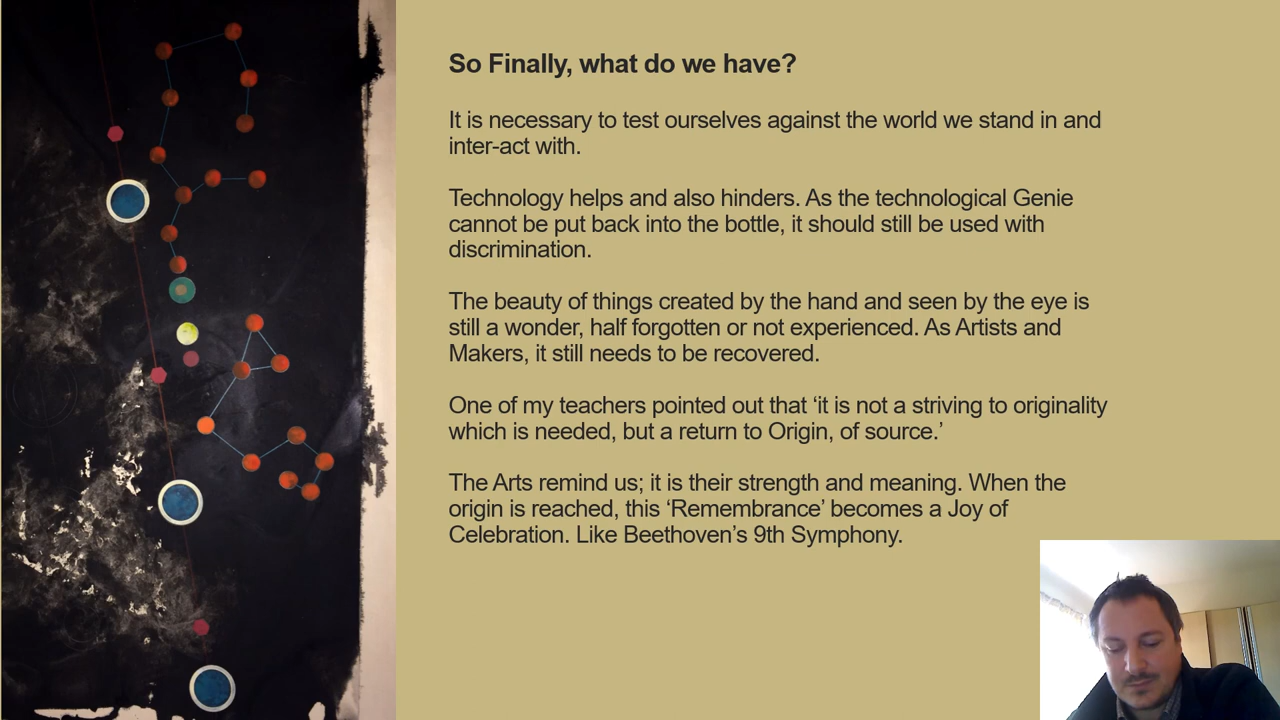 So Finally, what do we have?
It is necessary to test ourselves against the world we stand in and
inter-act with.
Technology helps and also hinders. As the technological Genie
cannot be put back into the bottle, it should still be used with
discrimination.
The beauty of things created by the hand and seen by the eye is
still a wonder, half forgotten or not experienced. As Artists and
Makers, it still needs to be recovered.
One of my teachers pointed out that ‘it is not a striving to originality
which is needed, but a return to Origin, of source.’
The Arts remind us; it is their strength and meaning. When the
origin is reached, this ‘Remembrance’ becomes a Joy of
Celebration. Like Beethoven’s 9th Symphony.